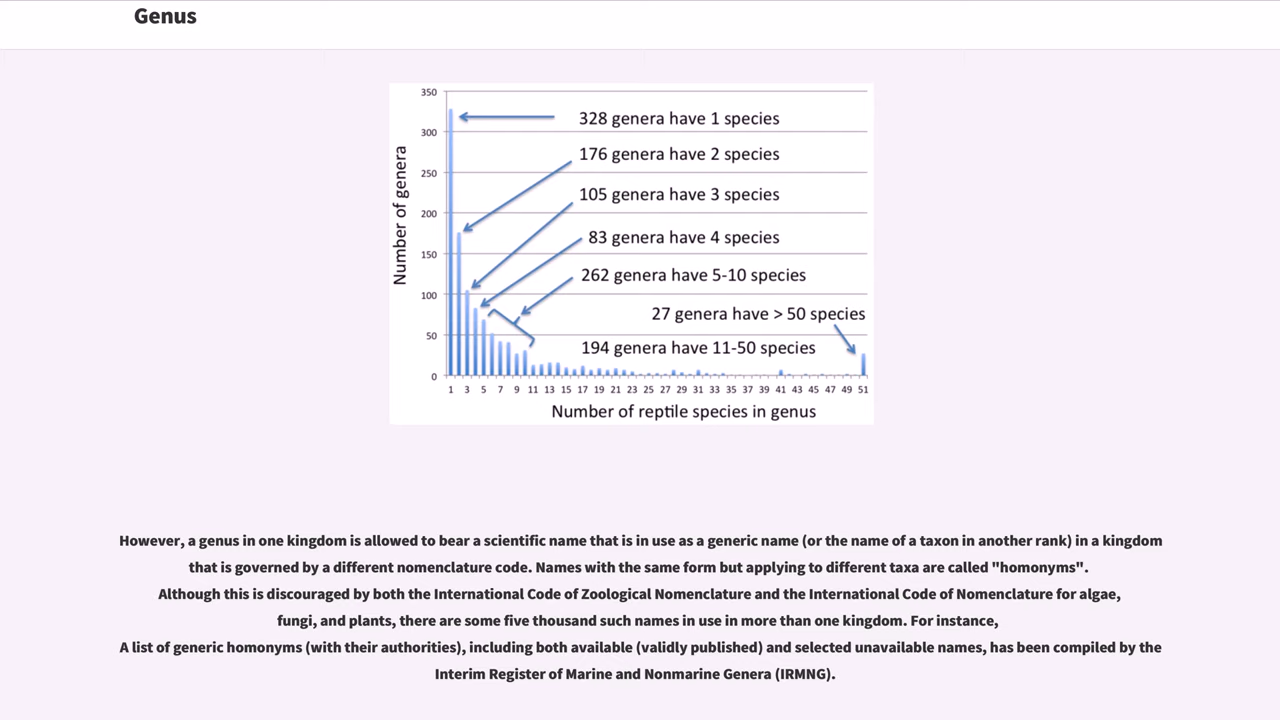 Genus
350
328 genera have 1 species
300
176 genera have 2 species
250
105 genera have 3 species
200
83 genera have 4 species
150
262 genera have 5-10 species
100
27 genera have > 50 species
50
194 genera have 11-50 species
0
Number of genera
1 3 5 7 9 11 13 15 17 19 21 23 25 27 29 31 33 35 37 39 41 43 45 47 49 51
Number of reptile species in genus
However, a genus in one kingdom is allowed to bear a scientific name that is in use as a generic name (or the name of a taxon in another rank) in a kingdom
that is governed by a different nomenclature code. Names with the same form but applying to different taxa are called "homonyms".
Although this is discouraged by both the International Code of Zoological Nomenclature and the International Code of Nomenclature for algae,
fungi, and plants, there are some five thousand such names in use in more than one kingdom. For instance,
A list of generic homonyms (with their authorities), including both available (validly published) and selected unavailable names, has been compiled by the
Interim Register of Marine and Nonmarine Genera (IRMNG).